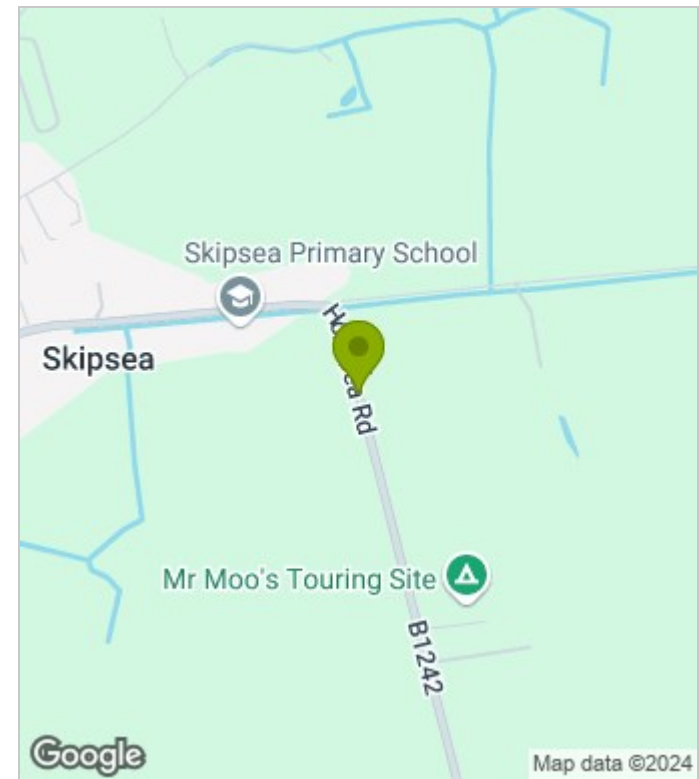 Skipsea Primary School
Skipsea
Rd
Mr Moo's Touring Site
B1242
Google
Map data ©2024